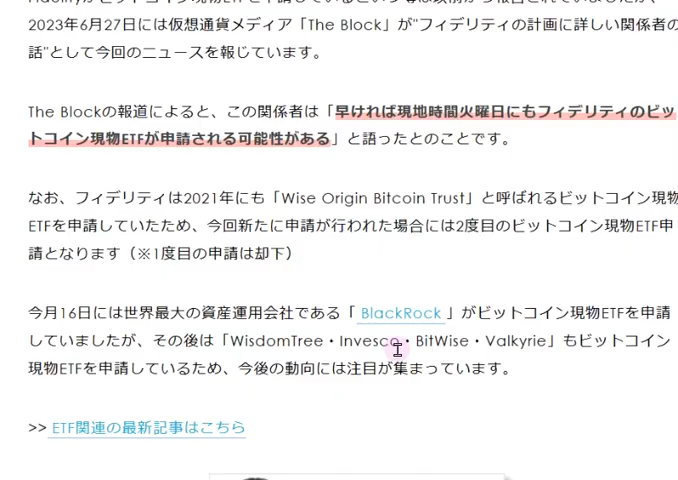 2023年6月27日には仮想通貨メディア「The Block」が"フィデリティの計画に詳しい関係者の
話"として今回のニュースを報じています。
The Blockの報道によると、この関係者は「早ければ現地時間火曜日にもフィデリティのビッ
トコイン現物ETFが申請される可能性がある」と語ったとのことです。
なお、フィデリティは2021年にも「Wise Origin Bitcoin Trust」と呼ばれるビットコイン現物
ETFを申請していたため、今回新たに申請が行われた場合には2度目のビットコイン現物ETF申
請となります（※1度目の申請は却下）
今月16日には世界最大の資産運用会社である「 BlackRock 」がビットコイン現物ETFを申請
していましたが、その後は「WisdomTree・Invesco・BitWise・Valkyrie」もビットコイン
現物ETFを申請しているため、今後の動向には注目が集まっています。
>> ETF関連の最新記事はこちら